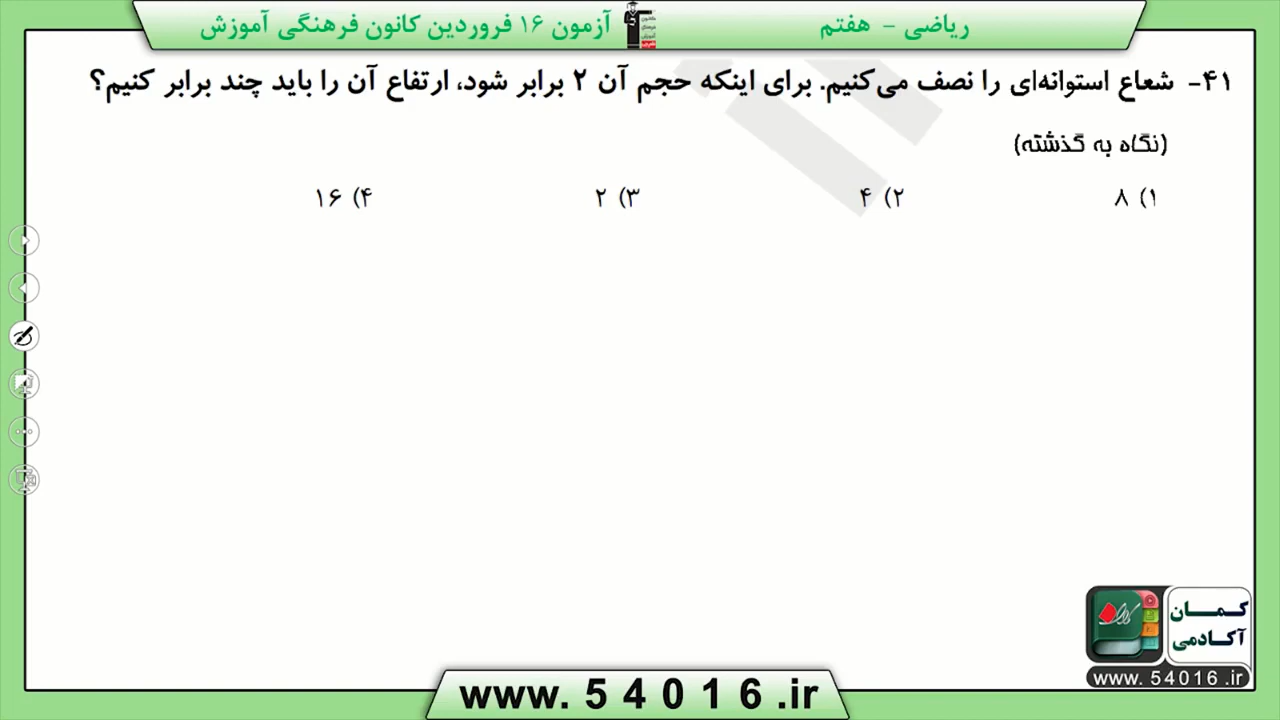 ریاضی - هفتم
آزمون ۱۶ فروردین کانون فرهنگی آموزش
۴۱- شعاع استوانه‌ای را نصف می‌کنیم. برای اینکه حجم آن ۲ برابر شود، ارتفاع آن را باید چند برابر کنیم؟
(نگاه به گذشته)
۱) ۸ ۲) ۴ ۳) ۲ ۴) ۱۶
کمان
آکادمی
www. 54016 .ir
www. 5 4 0 1 6 .ir